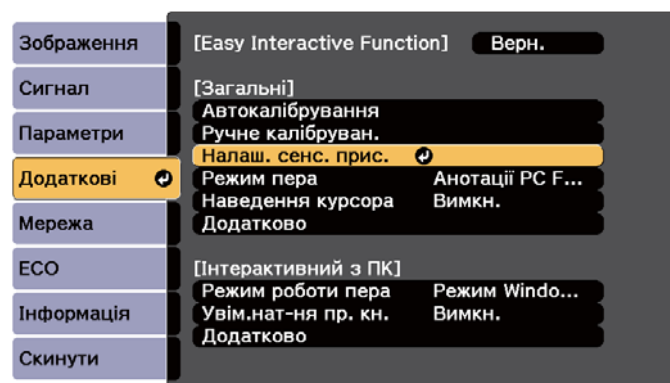 Зображення
Сигнал
Параметри
Додаткові
Мережа
ECO
Інформація
Скинути
[Easy Interactive Function] Верн.
[Загальні]
Автокалібрування
Ручне калібруван.
Налаш. сенс. прис.
Режим пера Анотації PC F...
Наведення курсора Вимкн.
Додатково
[Інтерактивний з ПК]
Режим роботи пера Режим Windo...
Увім.нат-ня пр. кн. Вимкн.
Додатково